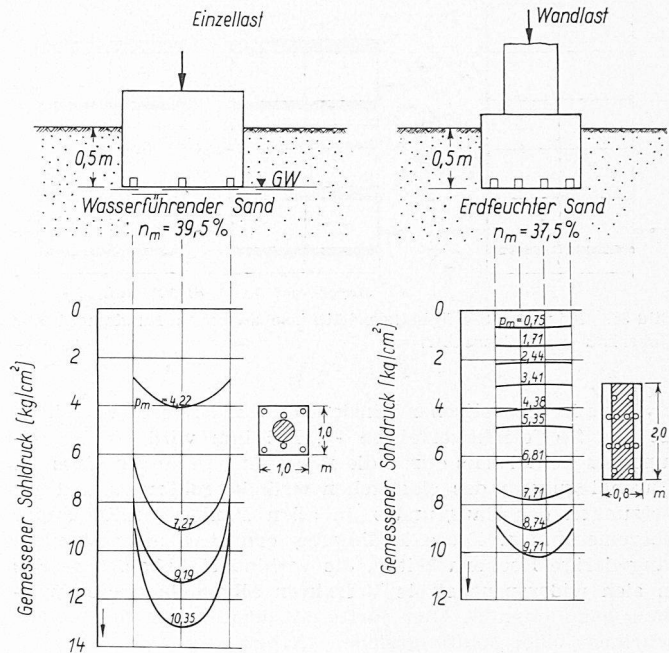 Einzellast
0,5 m
GW
Wasserführender Sand
n_m = 39,5 %
Gemessener Sohldruck [kg/cm²]
0
2
4
6
8
10
12
14
p_m = 4,22
7,27
9,19
10,35
1,0
1,0 m
Wandlast
0,5 m
Erdfeuchter Sand
n_m = 37,5 %
Gemessener Sohldruck [kg/cm²]
0
2
4
6
8
10
12
p_m = 0,75
1,71
2,44
3,41
4,38
5,35
6,81
7,71
8,74
9,71
2,0
0,8 m